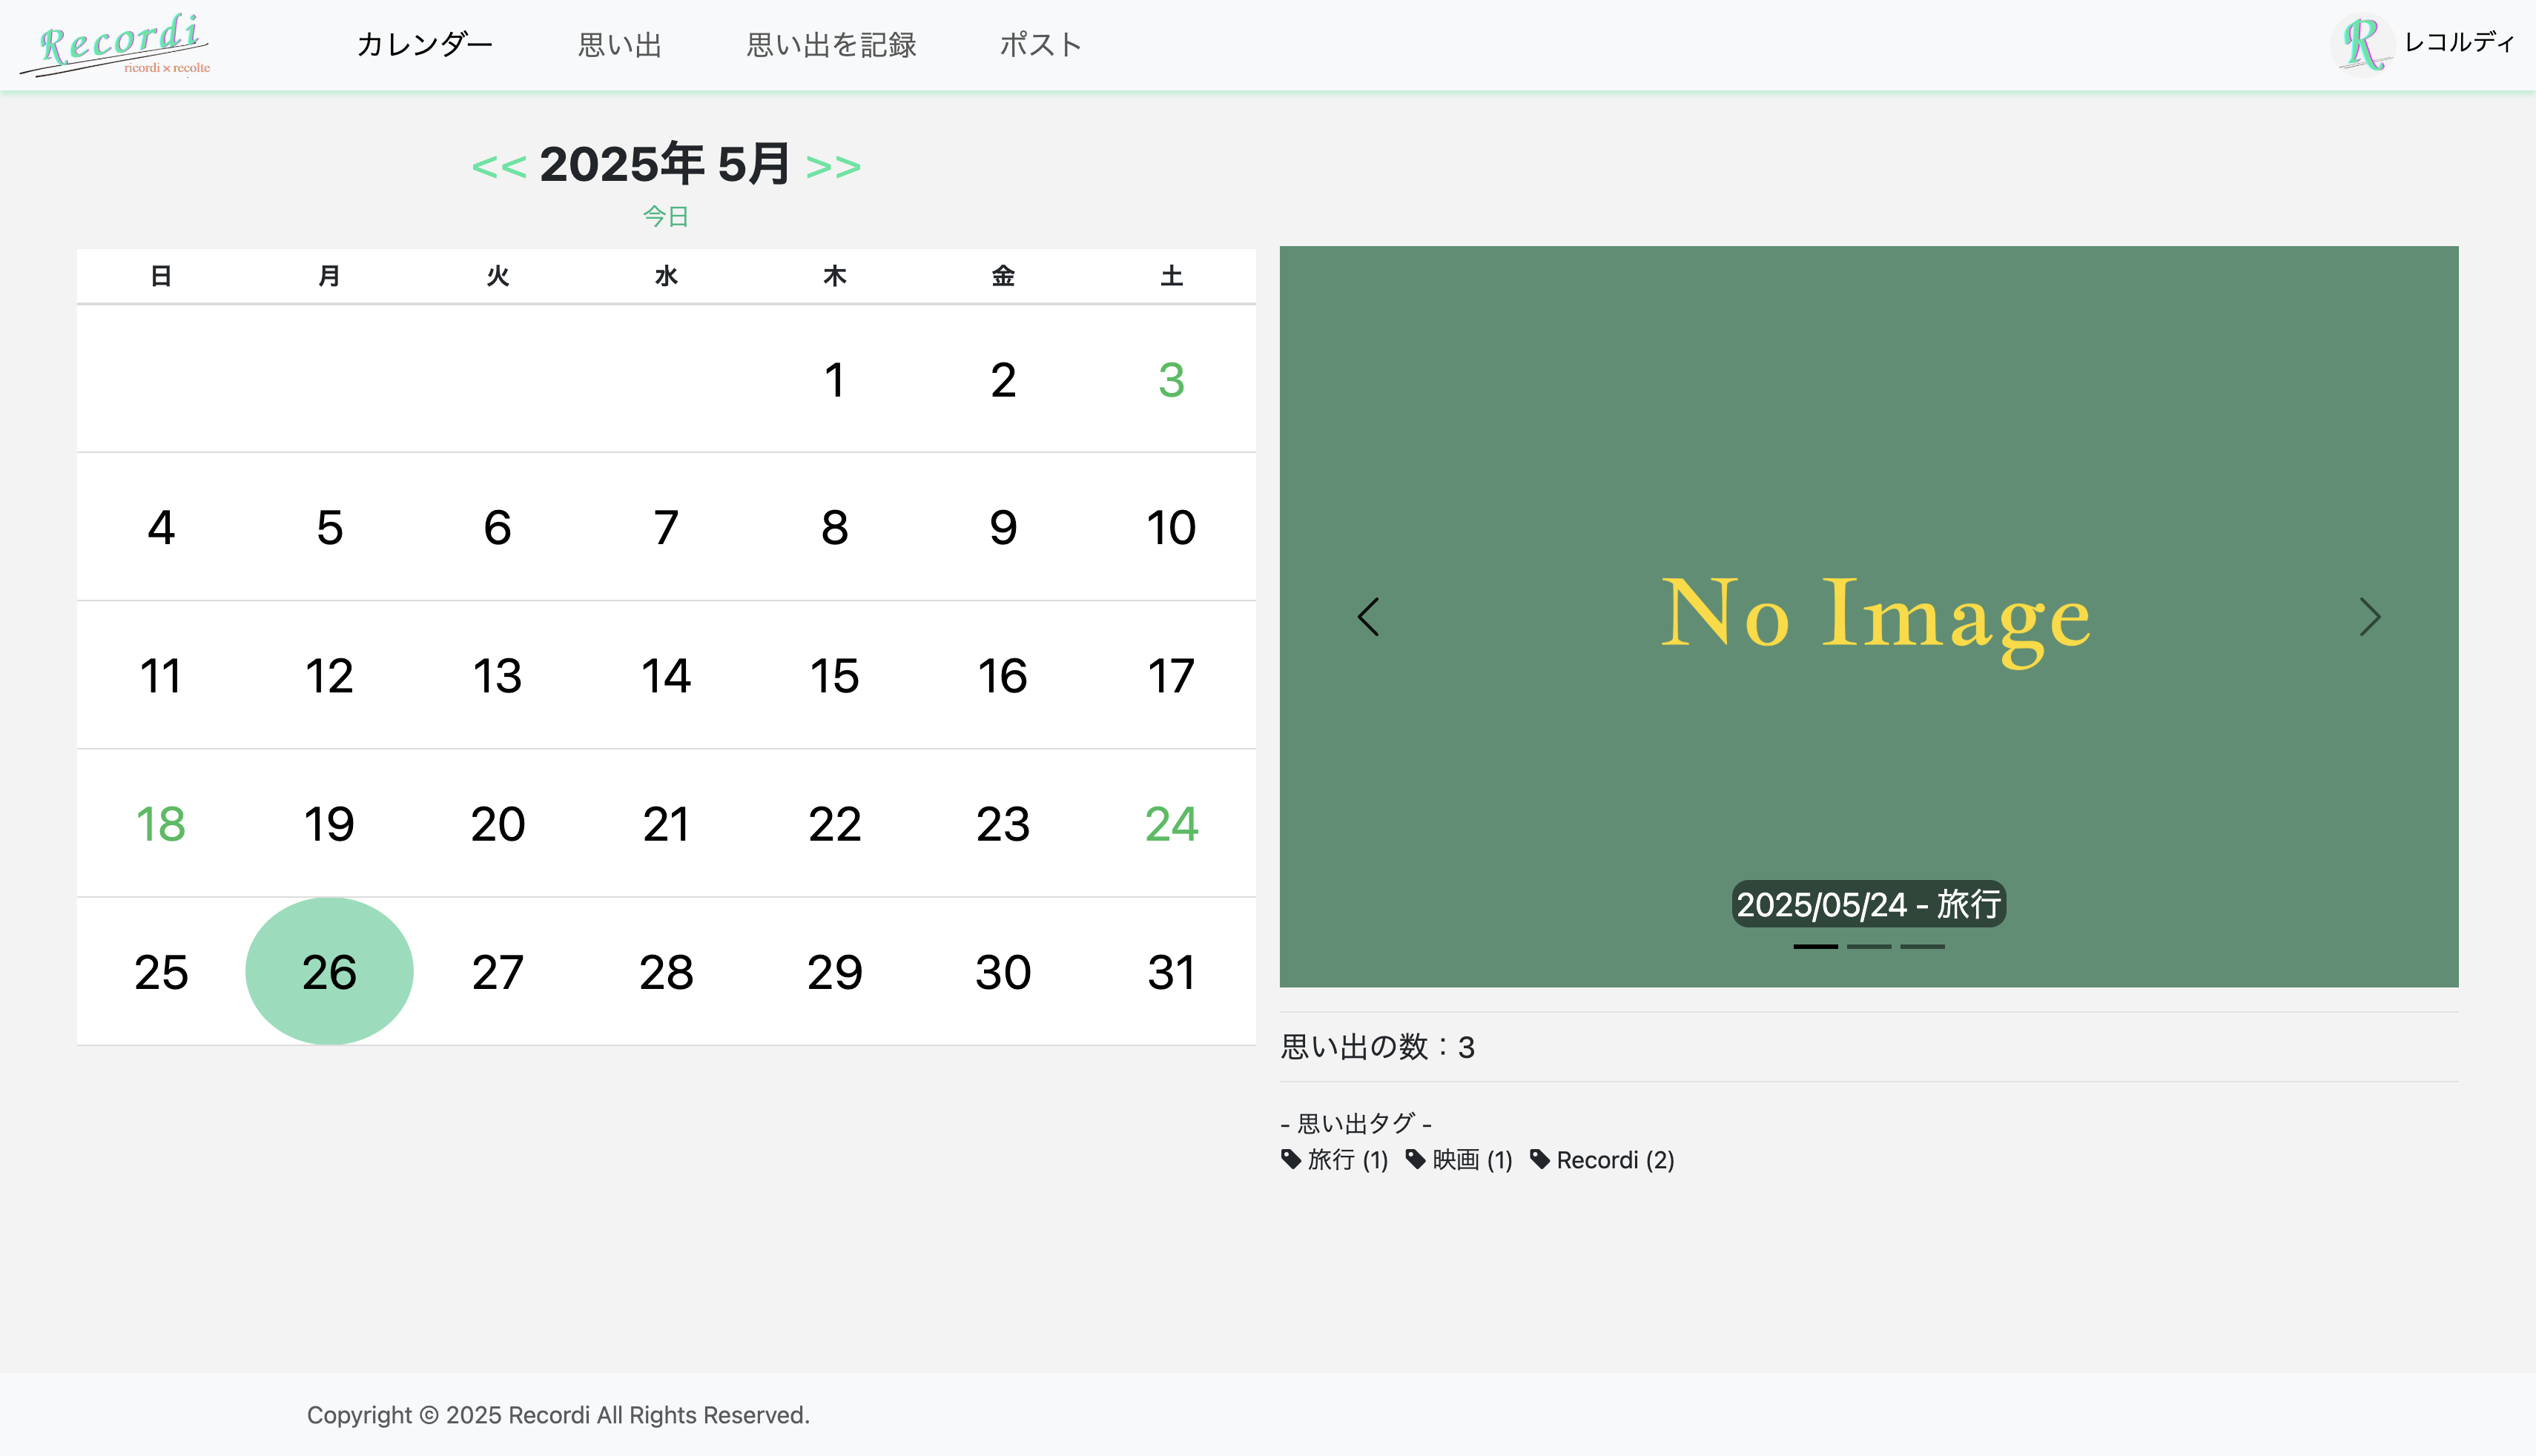 Recordi
ricordi × recolte
カレンダー 思い出 思い出を記録 ポスト
R レコルディ
<< 2025年 5月 >>
今日
日 月 火 水 木 金 土
1 2 3
4 5 6 7 8 9 10
11 12 13 14 15 16 17
18 19 20 21 22 23 24
25 26 27 28 29 30 31
No Image
2025/05/24 - 旅行
思い出の数：3
- 思い出タグ -
旅行 (1) 映画 (1) Recordi (2)
Copyright © 2025 Recordi All Rights Reserved.